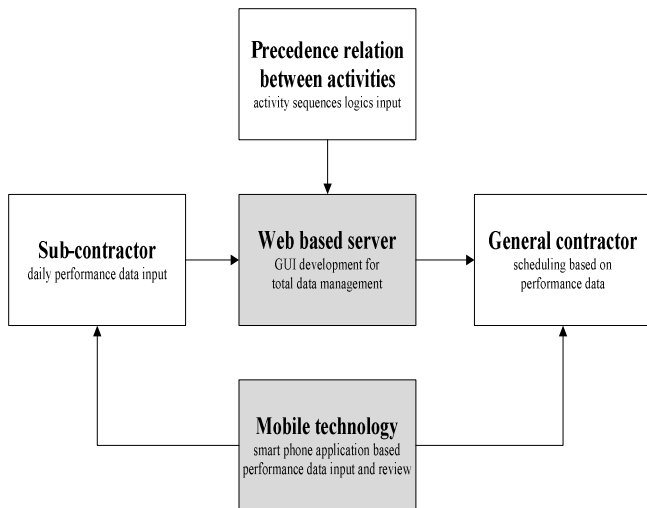 Precedence relation
between activities
activity sequences logics input
Sub-contractor
daily performance data input
Web based server
GUI development for
total data management
General contractor
scheduling based on
performance data
Mobile technology
smart phone application based
performance data input and review